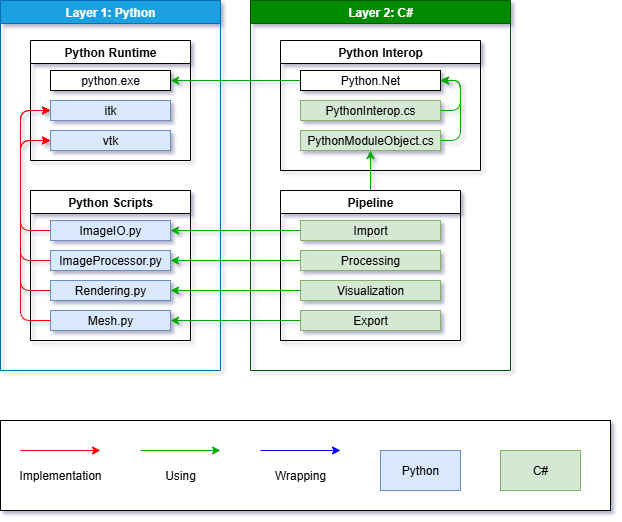 Layer 1: Python
Layer 2: C#
Python Runtime
python.exe
itk
vtk
Python Interop
Python.Net
PythonInterop.cs
PythonModuleObject.cs
Python Scripts
ImageIO.py
ImageProcessor.py
Rendering.py
Mesh.py
Pipeline
Import
Processing
Visualization
Export
Implementation
Using
Wrapping
Python
C#